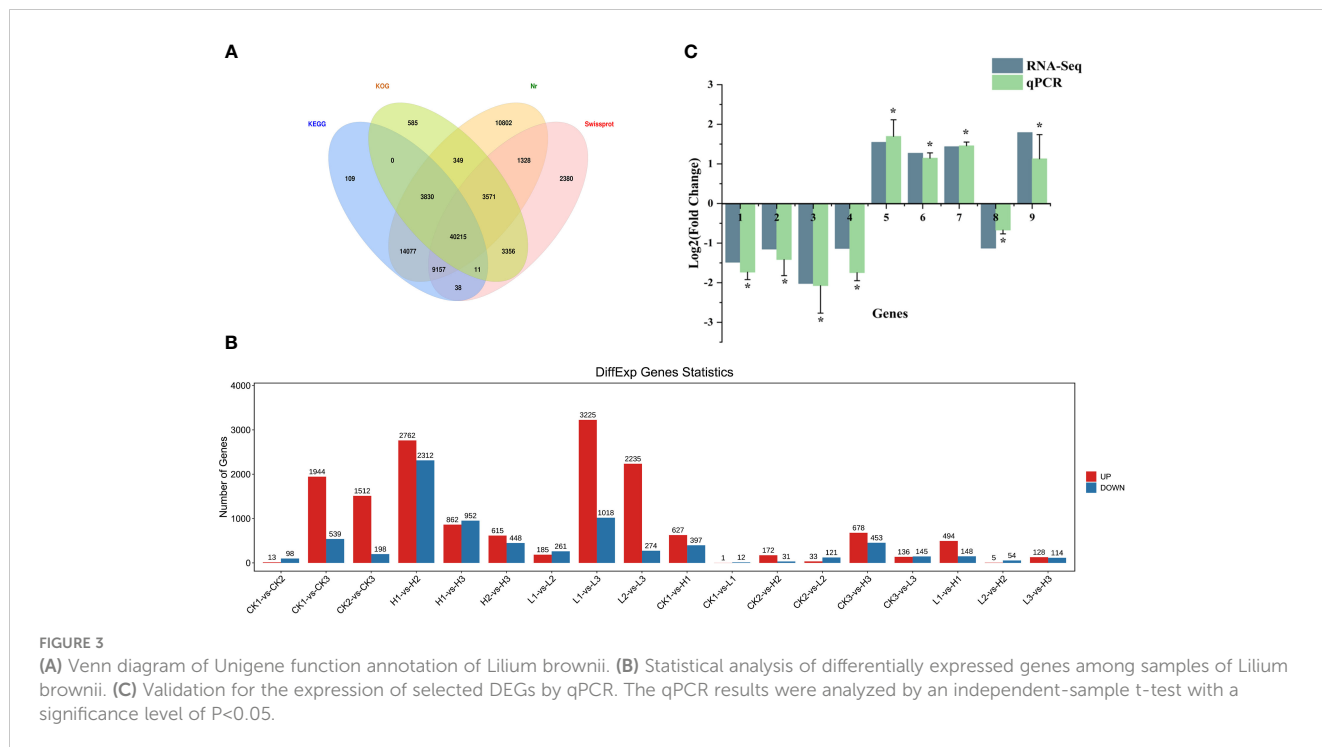 A
KOG
Nr
KEGG
Swissprot
585
10802
0
349
1328
109
2380
3830
3571
40215
14077
3356
9157
11
38
C
RNA-Seq
qPCR
3
2
1
0
-1
-2
-3
Log2(Fold Change)
1 2 3 4 5 6 7 8 9
* * * * * * * * *
Genes
B
DiffExp Genes Statistics
Number of Genes
4000
3000
2000
1000
0
13 98
1944 539
1512 198
2762 2312
862 952
615 448
185 261
3225 1018
2235 274
627 397
1 12
172 31
33 121
678 453
136 145
494 148
5 54
128 114
CK1-vs-CK2
CK1-vs-CK3
CK2-vs-CK3
H1-vs-H2
H1-vs-H3
H2-vs-H3
L1-vs-L2
L1-vs-L3
L2-vs-L3
CK1-vs-H1
CK1-vs-L1
CK2-vs-H2
CK2-vs-L2
CK3-vs-H3
CK3-vs-L3
L1-vs-H1
L2-vs-H2
L3-vs-H3
UP
DOWN
FIGURE 3
(A) Venn diagram of Unigene function annotation of Lilium brownii. (B) Statistical analysis of differentially expressed genes among samples of Lilium
brownii. (C) Validation for the expression of selected DEGs by qPCR. The qPCR results were analyzed by an independent-sample t-test with a
significance level of P<0.05.